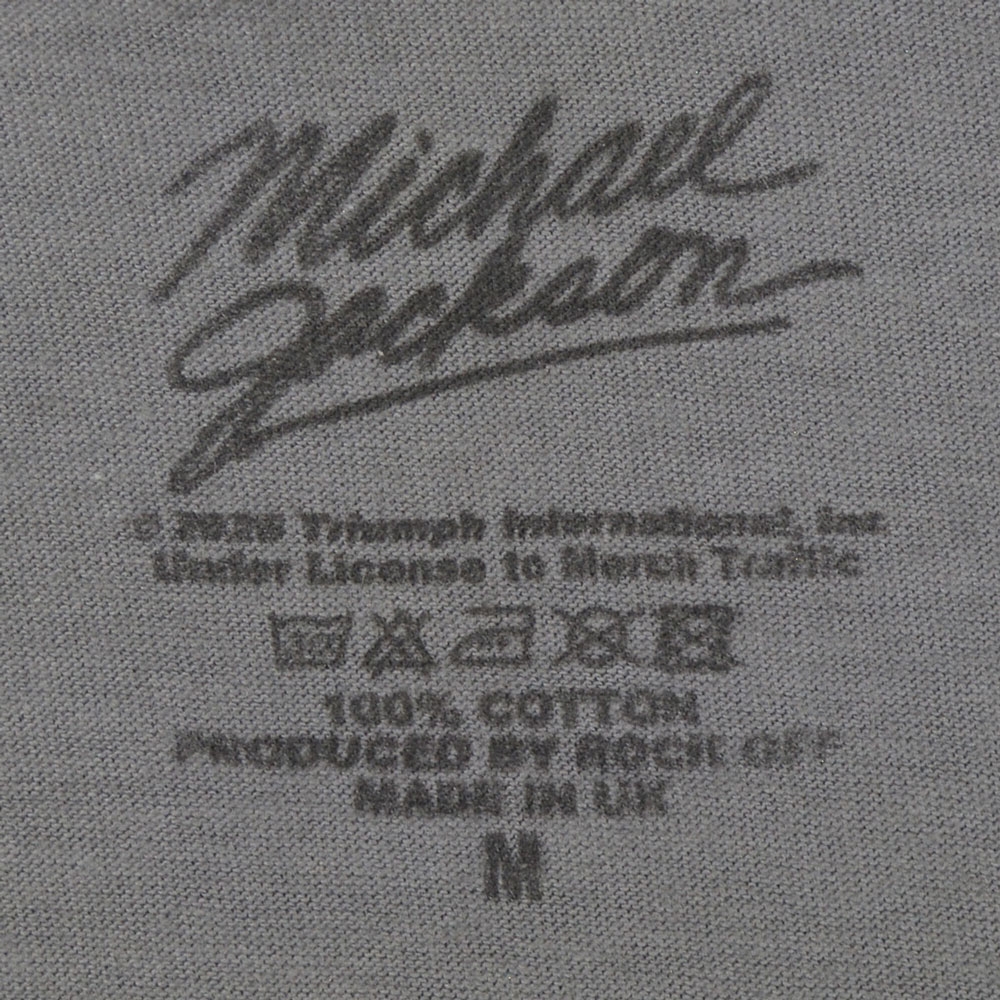 Michael
Jackson
© 2026 Triumph International, Inc
Under License to Merch Traffic
100% COTTON
PRODUCED BY ROCK OFF
MADE IN UK
M